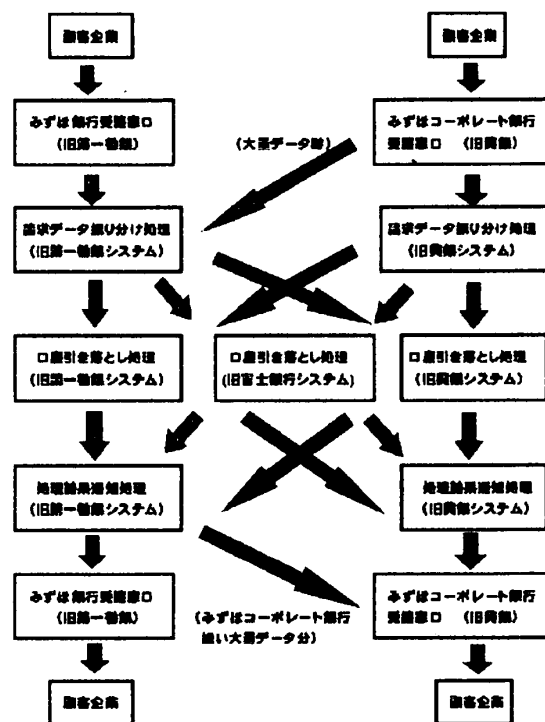 顧客企業
顧客企業
みずほ銀行受付窓口
(旧第一勧銀)
みずほコーポレート銀行
受付窓口 (旧興銀)
(大量データ時)
請求データ振り分け処理
(旧第一勧銀システム)
請求データ振り分け処理
(旧興銀システム)
口座引き落とし処理
(旧第一勧銀システム)
口座引き落とし処理
(旧富士銀行システム)
口座引き落とし処理
(旧興銀システム)
処理結果通知処理
(旧第一勧銀システム)
処理結果通知処理
(旧興銀システム)
みずほ銀行受付窓口
(旧第一勧銀)
(みずほコーポレート銀行
扱い大量データ分)
みずほコーポレート銀行
受付窓口 (旧興銀)
顧客企業
顧客企業